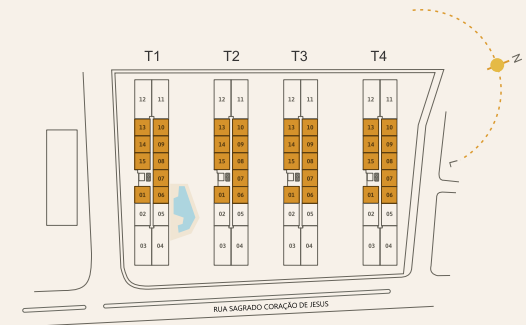 T1 T2 T3 T4
N
12 11 12 11 12 11 12 11
13 10 13 10 13 10 13 10
14 09 14 09 14 09 14 09
15 08 15 08 15 08 15 08
07 07 07 07
01 06 01 06 01 06 01 06
02 05 02 05 02 05 02 05
03 04 03 04 03 04 03 04
RUA SAGRADO CORAÇÃO DE JESUS